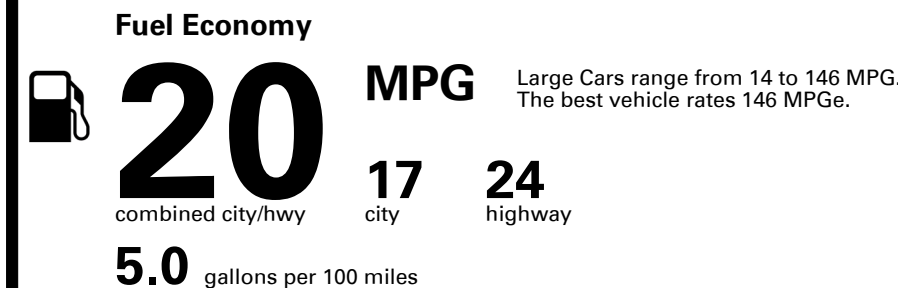 Fuel Economy
20 MPG
Large Cars range from 14 to 146 MPG.
The best vehicle rates 146 MPGe.
17 24
combined city/hwy city highway
5.0 gallons per 100 miles